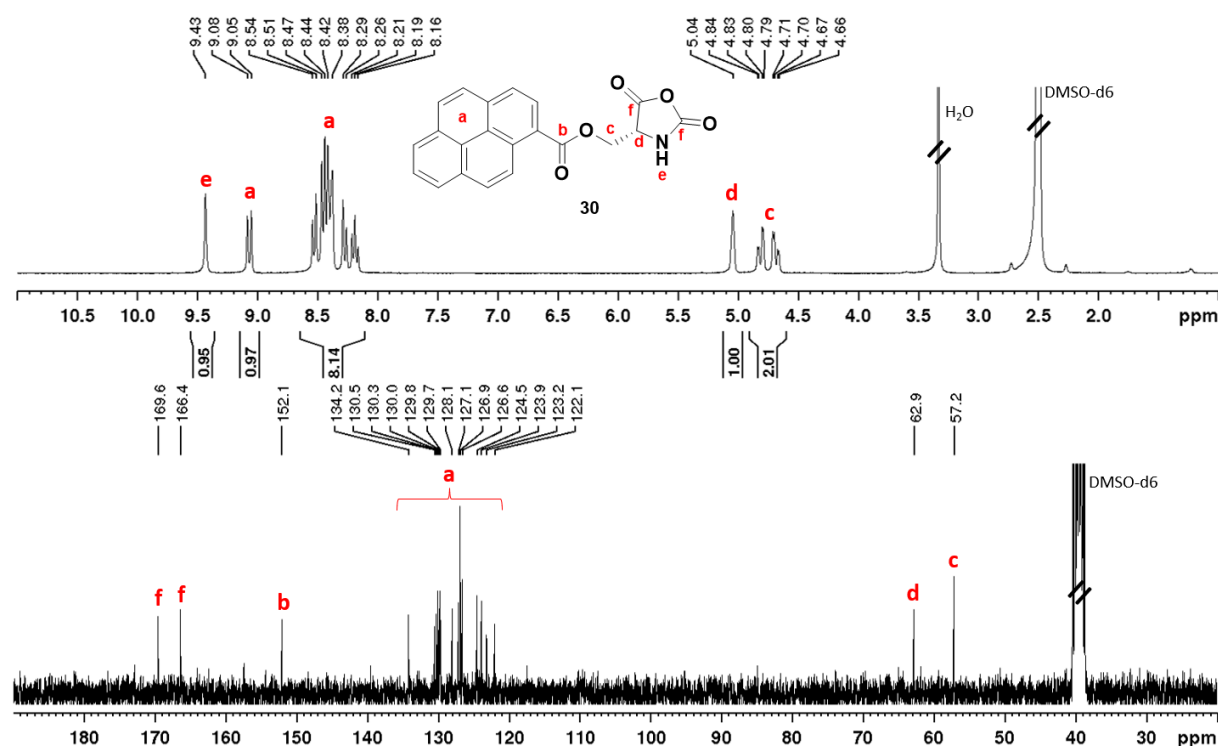 9.43 9.08 9.05 8.54 8.51 8.47 8.44 8.42 8.38 8.29 8.26 8.21 8.19 8.16
5.04 4.84 4.83 4.80 4.79 4.71 4.70 4.67 4.66
O
O
O
f
f
a
b
O
c
d
N
H
e
O
30
H2O
DMSO-d6
e
a
a
d
c
10.5 10.0 9.5 9.0 8.5 8.0 7.5 7.0 6.5 6.0 5.5 5.0 4.5 4.0 3.5 3.0 2.5 2.0 ppm
0.95 0.97 8.14 1.00 2.01
169.6 166.4 152.1 134.2 130.5 130.3 130.0 129.8 129.7 128.1 127.1 126.9 126.6 124.5 123.9 123.2 122.1 62.9 57.2
DMSO-d6
f
f
b
a
d
c
180 170 160 150 140 130 120 110 100 90 80 70 60 50 40 30 ppm